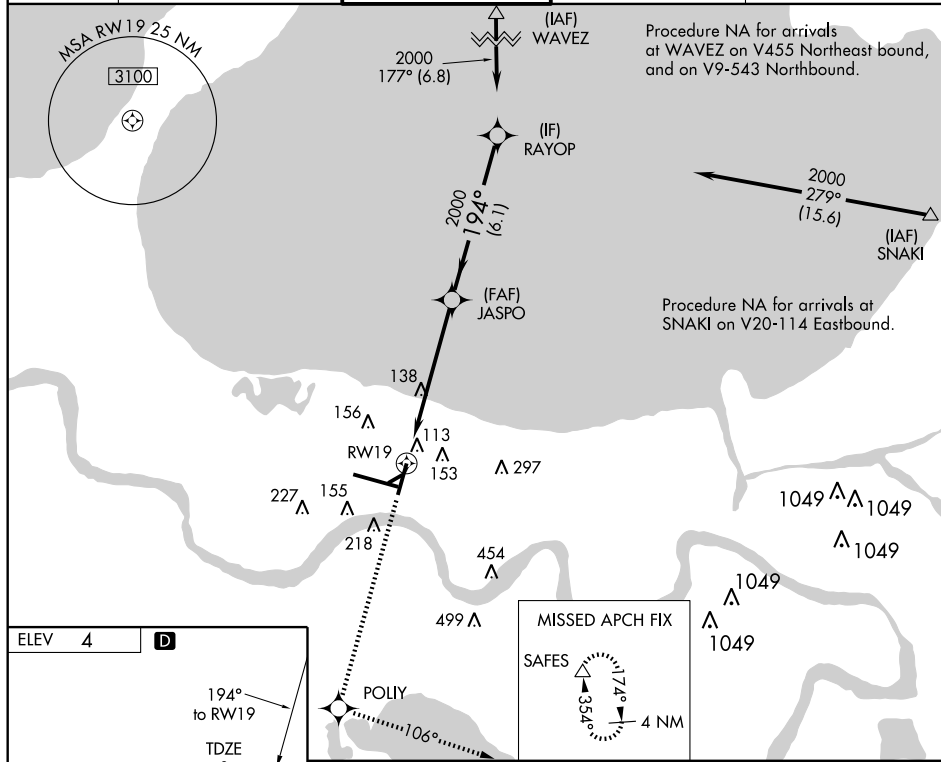 MSA RW19 25 NM
3100
(IAF)
WAVEZ
2000
177° (6.8)
Procedure NA for arrivals
at WAVEZ on V455 Northeast bound,
and on V9-543 Northbound.
(IF)
RAYOP
2000
194°
(6.1)
2000
279°
(15.6)
(IAF)
SNAKI
(FAF)
JASPO
Procedure NA for arrivals at
SNAKI on V20-114 Eastbound.
138
156
113
RW19
153
297
227
155
218
1049
1049
1049
454
1049
499
1049
MISSED APCH FIX
SAFES
174°
354°
4 NM
ELEV 4
D
194°
to RW19
TDZE
POLIY
106°